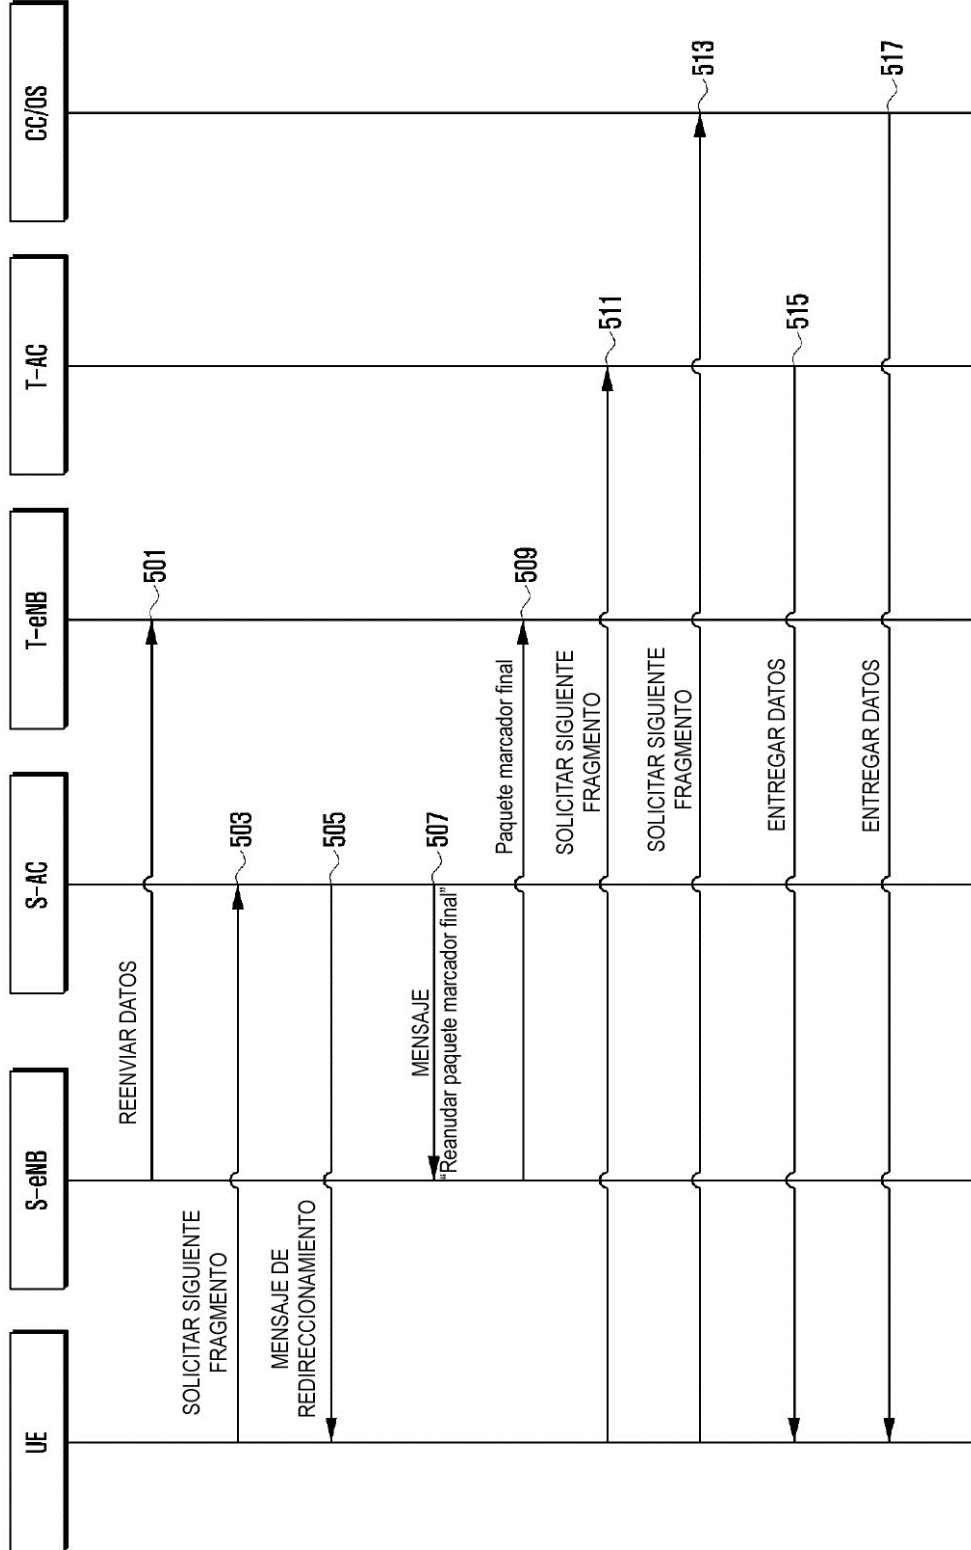 UE
S-eNB
S-AC
T-eNB
T-AC
CC/OS
REENVIAR DATOS
501
SOLICITAR SIGUIENTE
FRAGMENTO
503
MENSAJE DE
REDIRECCIONAMIENTO
505
MENSAJE
"Reanudar paquete marcador final"
507
Paquete marcador final
509
SOLICITAR SIGUIENTE
FRAGMENTO
511
SOLICITAR SIGUIENTE
FRAGMENTO
513
ENTREGAR DATOS
515
ENTREGAR DATOS
517